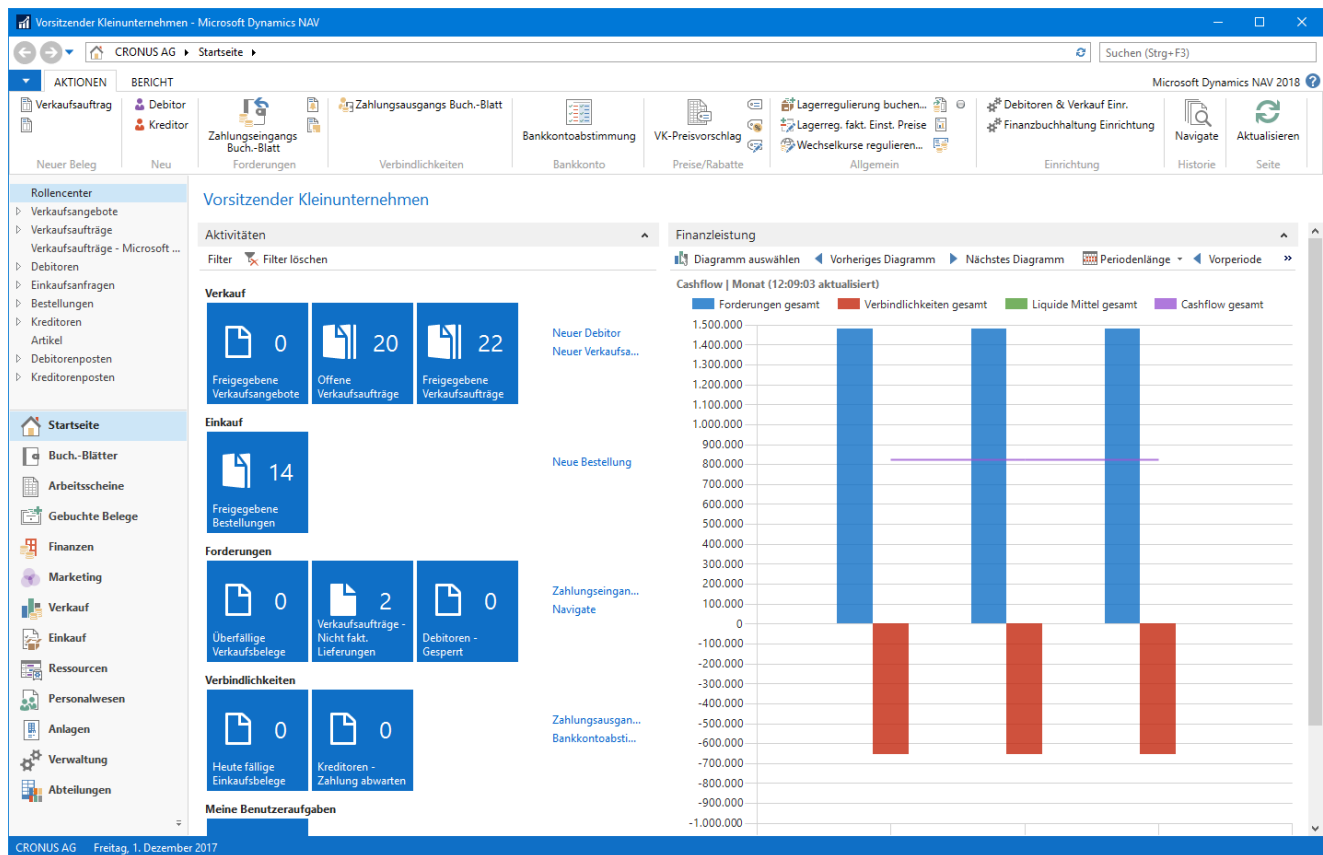 Vorsitzender Kleinunternehmen - Microsoft Dynamics NAV
CRONUS AG
Startseite
Suchen (Strg+F3)
AKTIONEN
BERICHT
Microsoft Dynamics NAV 2018
Verkaufsauftrag
Neuer Beleg
Debitor
Kreditor
Neu
Zahlungseingangs
Buch.-Blatt
Forderungen
Zahlungsausgangs Buch.-Blatt
Verbindlichkeiten
Bankkontoabstimmung
Bankkonto
VK-Preisvorschlag
Preise/Rabatte
Lagerregulierung buchen...
Lagerreg. fakt. Einst. Preise
Wechselkurse regulieren...
Allgemein
Debitoren & Verkauf Einr.
Finanzbuchhaltung Einrichtung
Einrichtung
Navigate
Historie
Aktualisieren
Seite
Rollencenter
Verkaufsangebote
Verkaufsaufträge
Verkaufsaufträge - Microsoft ...
Debitoren
Einkaufsanfragen
Bestellungen
Kreditoren
Artikel
Debitorenposten
Kreditorenposten
Startseite
Buch.-Blätter
Arbeitsscheine
Gebuchte Belege
Finanzen
Marketing
Verkauf
Einkauf
Ressourcen
Personalwesen
Anlagen
Verwaltung
Abteilungen
Vorsitzender Kleinunternehmen
Aktivitäten
Filter
Filter löschen
Verkauf
0
Freigegebene
Verkaufsangebote
20
Offene
Verkaufsaufträge
22
Freigegebene
Verkaufsaufträge
Neuer Debitor
Neuer Verkaufsa...
Einkauf
14
Freigegebene
Bestellungen
Neue Bestellung
Forderungen
0
Überfällige
Verkaufsbelege
2
Verkaufsaufträge -
Nicht fakt.
Lieferungen
0
Debitoren -
Gesperrt
Zahlungseingan...
Navigate
Verbindlichkeiten
0
Heute fällige
Einkaufsbelege
0
Kreditoren -
Zahlung abwarten
Zahlungsausgan...
Bankkontoabsti...
Meine Benutzeraufgaben
Finanzleistung
Diagramm auswählen
Vorheriges Diagramm
Nächstes Diagramm
Periodenlänge
Vorperiode
»
Cashflow | Monat (12:09:03 aktualisiert)
Forderungen gesamt
Verbindlichkeiten gesamt
Liquide Mittel gesamt
Cashflow gesamt
1.500.000
1.400.000
1.300.000
1.200.000
1.100.000
1.000.000
900.000
800.000
700.000
600.000
500.000
400.000
300.000
200.000
100.000
0
-100.000
-200.000
-300.000
-400.000
-500.000
-600.000
-700.000
-800.000
-900.000
-1.000.000
CRONUS AG
Freitag, 1. Dezember 2017